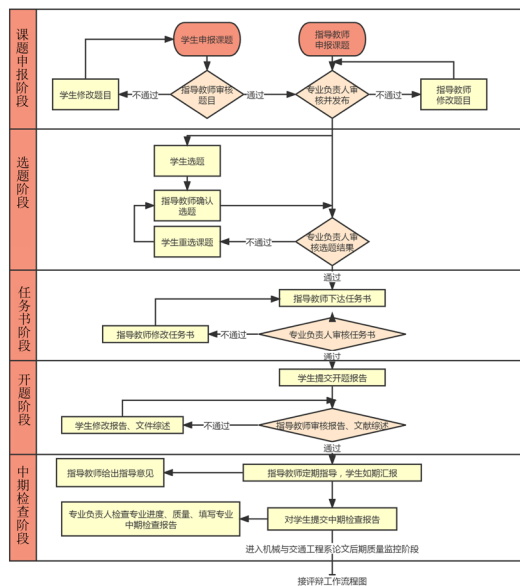 课题申报阶段
学生申报课题
指导教师
申报课题
学生修改题目
不通过
指导教师审核
题目
通过
专业负责人审
核并发布
不通过
指导教师
修改题目
选题阶段
学生选题
指导教师确认
选题
学生重选课题
不通过
专业负责人审
核选题结果
通过
任务书阶段
指导教师下达任务书
指导教师修改任务书
不通过
专业负责人审核任务书
通过
开题阶段
学生提交开题报告
学生修改报告、文件综述
不通过
指导教师审核报告、文献综述
通过
中期检查阶段
指导教师给出指导意见
指导教师定期指导，学生如期汇报
专业负责人检查专业进度、质量、填写专业
中期检查报告
对学生提交中期检查报告
进入机械与交通工程系论文后期质量监控阶段
接评辩工作流程图